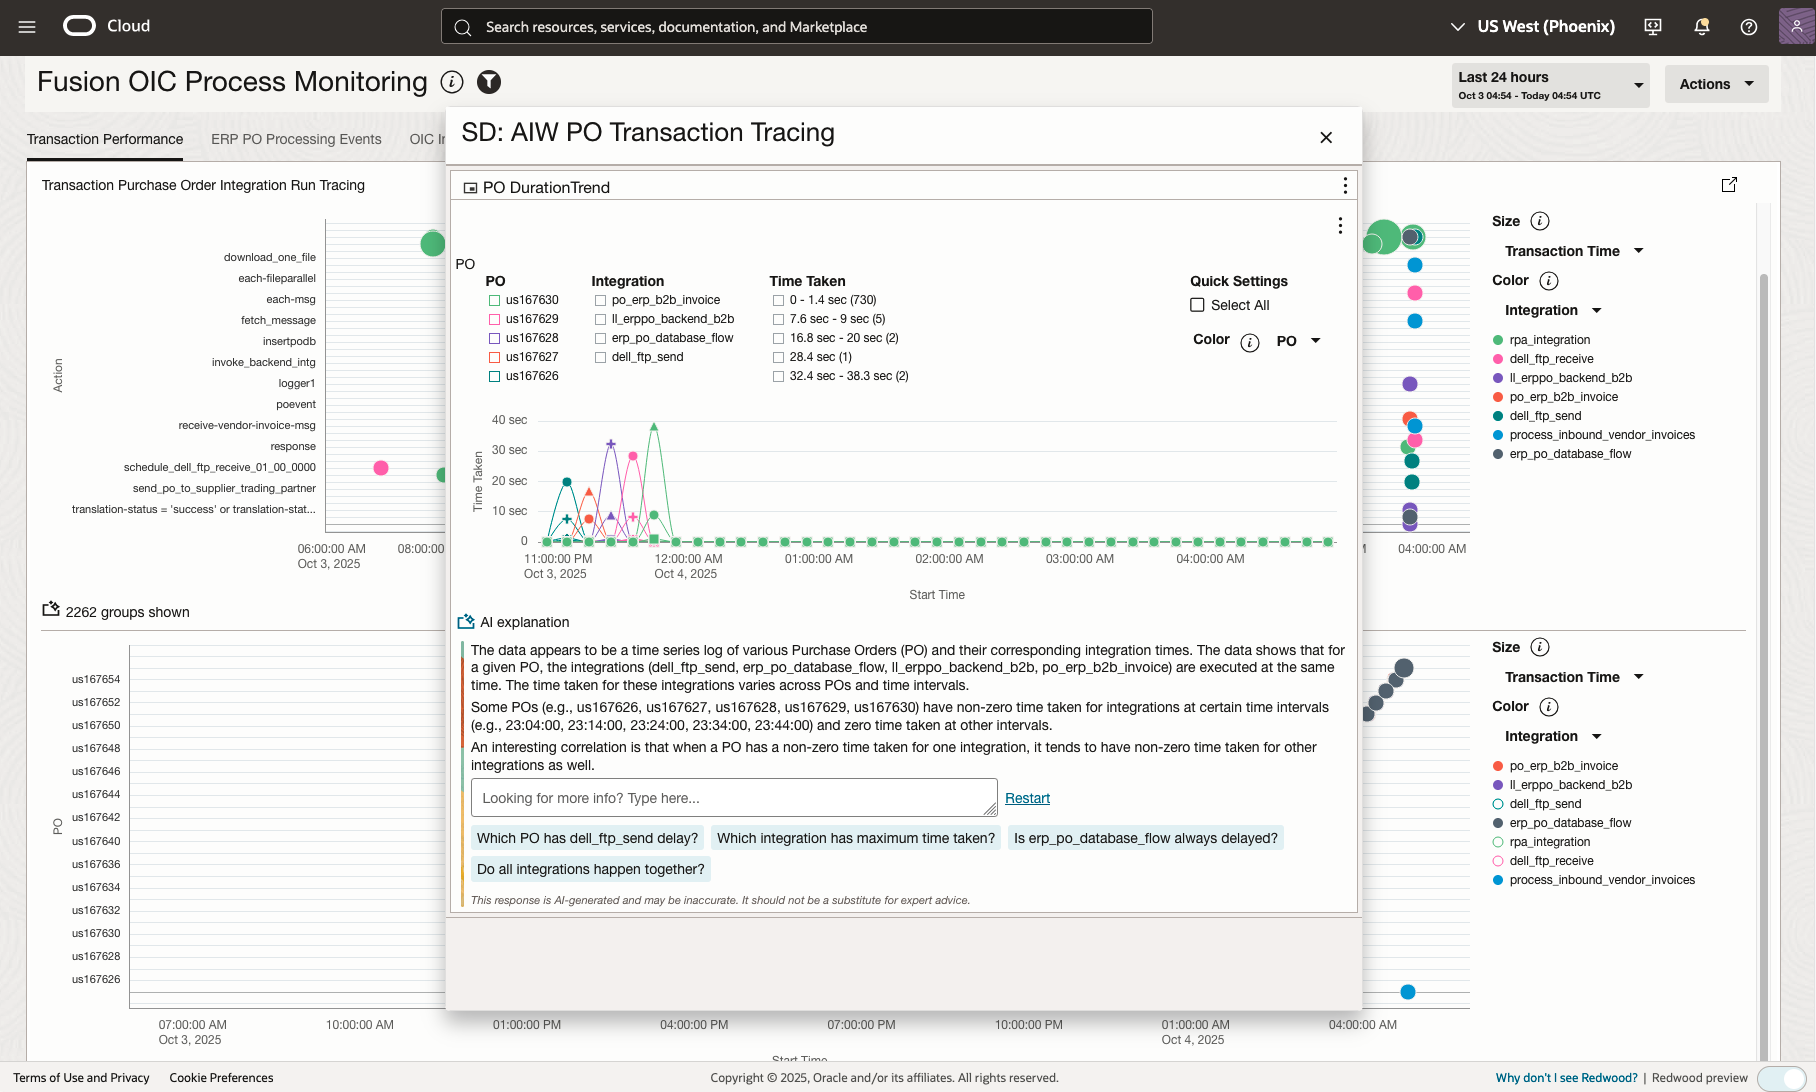 Cloud
Search resources, services, documentation, and Marketplace
US West (Phoenix)
Fusion OIC Process Monitoring
Last 24 hours
Oct 3 04:54 - Today 04:54 UTC
Actions
Transaction Performance
ERP PO Processing Events
Transaction Purchase Order Integration Run Tracing
Action
download_one_file
each-fileparallel
each-msg
fetch_message
insertpodb
invoke_backend_intg
logger1
poevent
receive-vendor-invoice-msg
response
schedule_dell_ftp_receive_01_00_0000
send_po_to_supplier_trading_partner
translation-status = 'success' or translation-stat...
06:00:00 AM
Oct 3, 2025
08:00:00
04:00:00 AM
Size
Transaction Time
Color
Integration
rpa_integration
dell_ftp_receive
ll_erppo_backend_b2b
po_erp_b2b_invoice
dell_ftp_send
process_inbound_vendor_invoices
erp_po_database_flow
SD: AIW PO Transaction Tracing
PO DurationTrend
PO
PO
us167630
us167629
us167628
us167627
us167626
Integration
po_erp_b2b_invoice
ll_erppo_backend_b2b
erp_po_database_flow
dell_ftp_send
Time Taken
0 - 1.4 sec (730)
7.6 sec - 9 sec (5)
16.8 sec - 20 sec (2)
28.4 sec (1)
32.4 sec - 38.3 sec (2)
Quick Settings
Select All
Color
PO
Time Taken
40 sec
30 sec
20 sec
10 sec
0
11:00:00 PM
Oct 3, 2025
12:00:00 AM
Oct 4, 2025
01:00:00 AM
02:00:00 AM
03:00:00 AM
04:00:00 AM
Start Time
AI explanation
The data appears to be a time series log of various Purchase Orders (PO) and their corresponding integration times. The data shows that for
a given PO, the integrations (dell_ftp_send, erp_po_database_flow, ll_erppo_backend_b2b, po_erp_b2b_invoice) are executed at the same
time. The time taken for these integrations varies across POs and time intervals.
Some POs (e.g., us167626, us167627, us167628, us167629, us167630) have non-zero time taken for integrations at certain time intervals
(e.g., 23:04:00, 23:14:00, 23:24:00, 23:34:00, 23:44:00) and zero time taken at other intervals.
An interesting correlation is that when a PO has a non-zero time taken for one integration, it tends to have non-zero time taken for other
integrations as well.
Looking for more info? Type here...
Restart
Which PO has dell_ftp_send delay?
Which integration has maximum time taken?
Is erp_po_database_flow always delayed?
Do all integrations happen together?
This response is AI-generated and may be inaccurate. It should not be a substitute for expert advice.
2262 groups shown
PO
us167654
us167652
us167650
us167648
us167646
us167644
us167642
us167640
us167636
us167634
us167632
us167630
us167628
us167626
07:00:00 AM
Oct 3, 2025
10:00:00 AM
01:00:00 PM
04:00:00 PM
07:00:00 PM
10:00:00 PM
01:00:00 AM
Oct 4, 2025
04:00:00 AM
Start Time
Size
Transaction Time
Color
Integration
po_erp_b2b_invoice
ll_erppo_backend_b2b
dell_ftp_send
erp_po_database_flow
rpa_integration
dell_ftp_receive
process_inbound_vendor_invoices
Terms of Use and Privacy
Cookie Preferences
Copyright © 2025, Oracle and/or its affiliates. All rights reserved.
Why don't I see Redwood? | Redwood preview